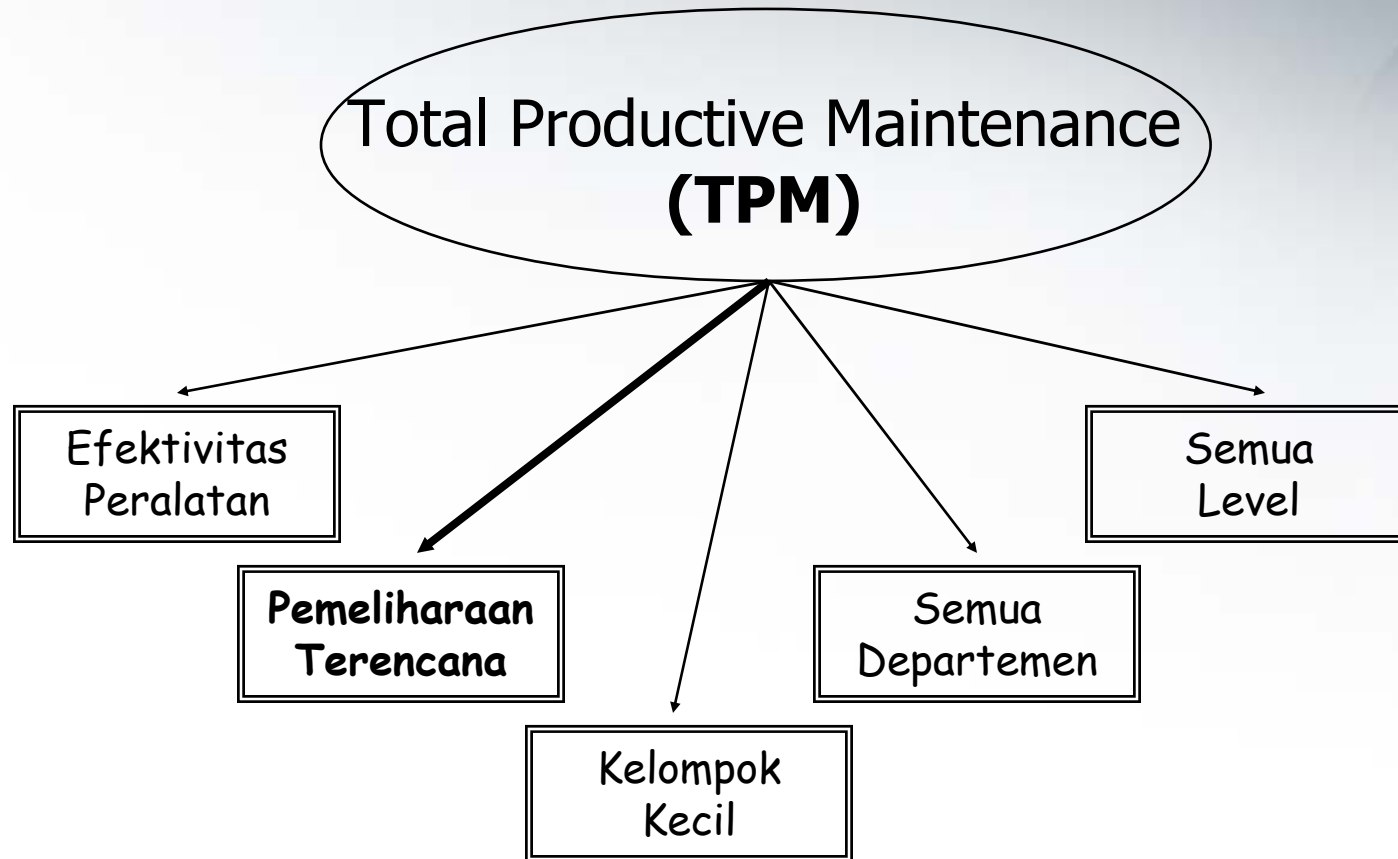 Total Productive Maintenance
(TPM)
Efektivitas
Peralatan
Semua
Level
Pemeliharaan
Terencana
Semua
Departemen
Kelompok
Kecil